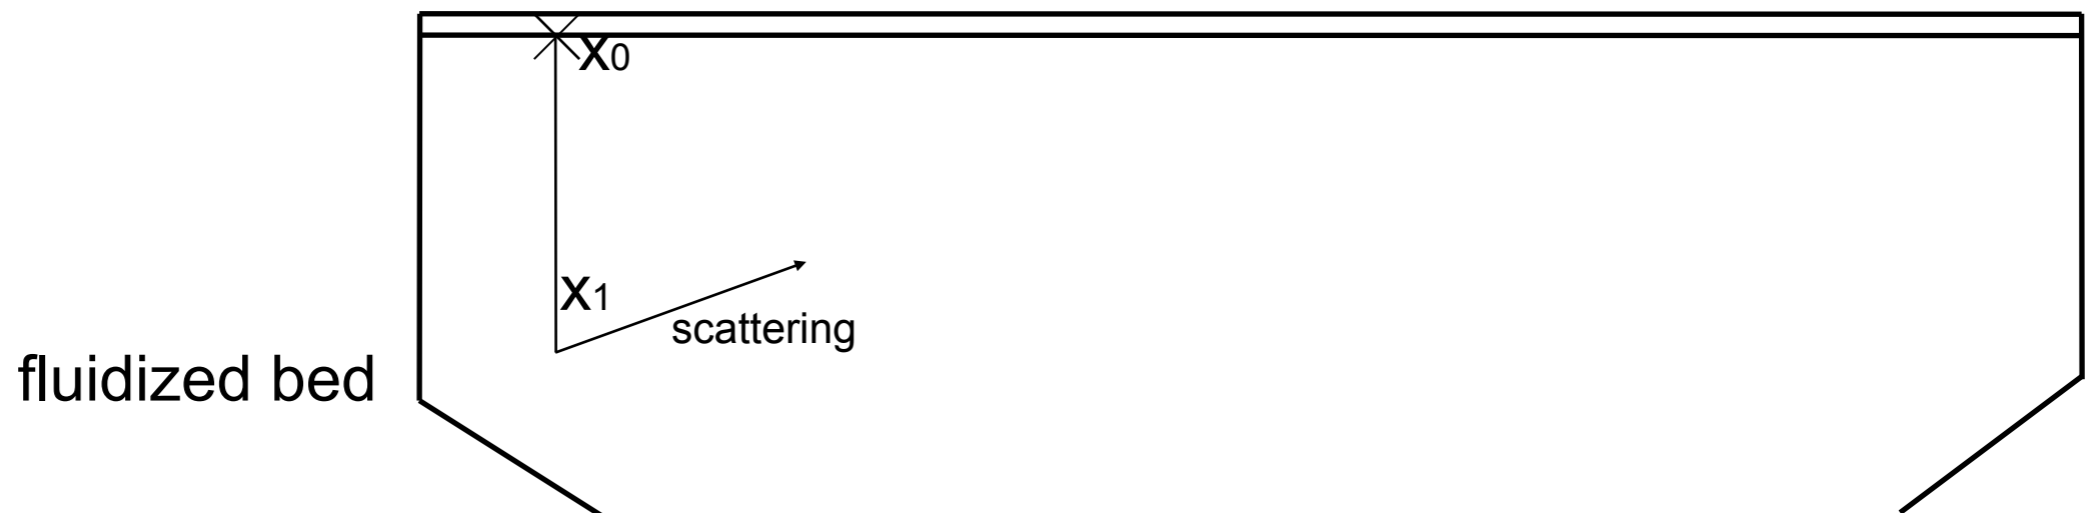 x0
x1
scattering
fluidized bed